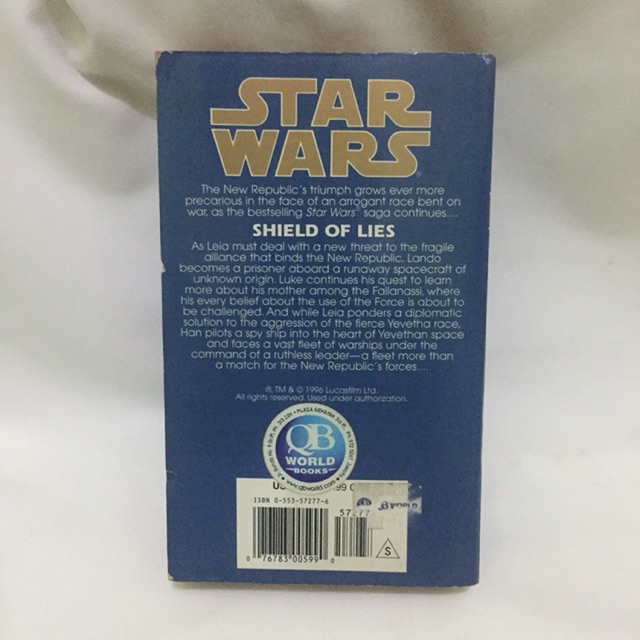 STAR
WARS®
The New Republic's triumph grows ever more
precarious in the face of an arrogant race bent on
war, as the bestselling Star Wars® saga continues....
SHIELD OF LIES
As Leia must deal with a new threat to the fragile
alliance that binds the New Republic, Lando
becomes a prisoner aboard a runaway spacecraft of
unknown origin. Luke continues his quest to learn
more about his mother among the Fallanassi, where
his every belief about the use of the Force is about to
be challenged. And while Leia ponders a diplomatic
solution to the aggression of the fierce Yevetha race,
Han pilots a spy ship into the heart of Yevethan space
and faces a vast fleet of warships under the
command of a ruthless leader—a fleet more than
a match for the New Republic's forces....
®, TM & © 1996 Lucasfilm Ltd.
All rights reserved. Used under authorization.
QB
WORLD
BOOKS
www.qbworld.com
ISBN 0-553-57277-6
0 76783 00599 0
S